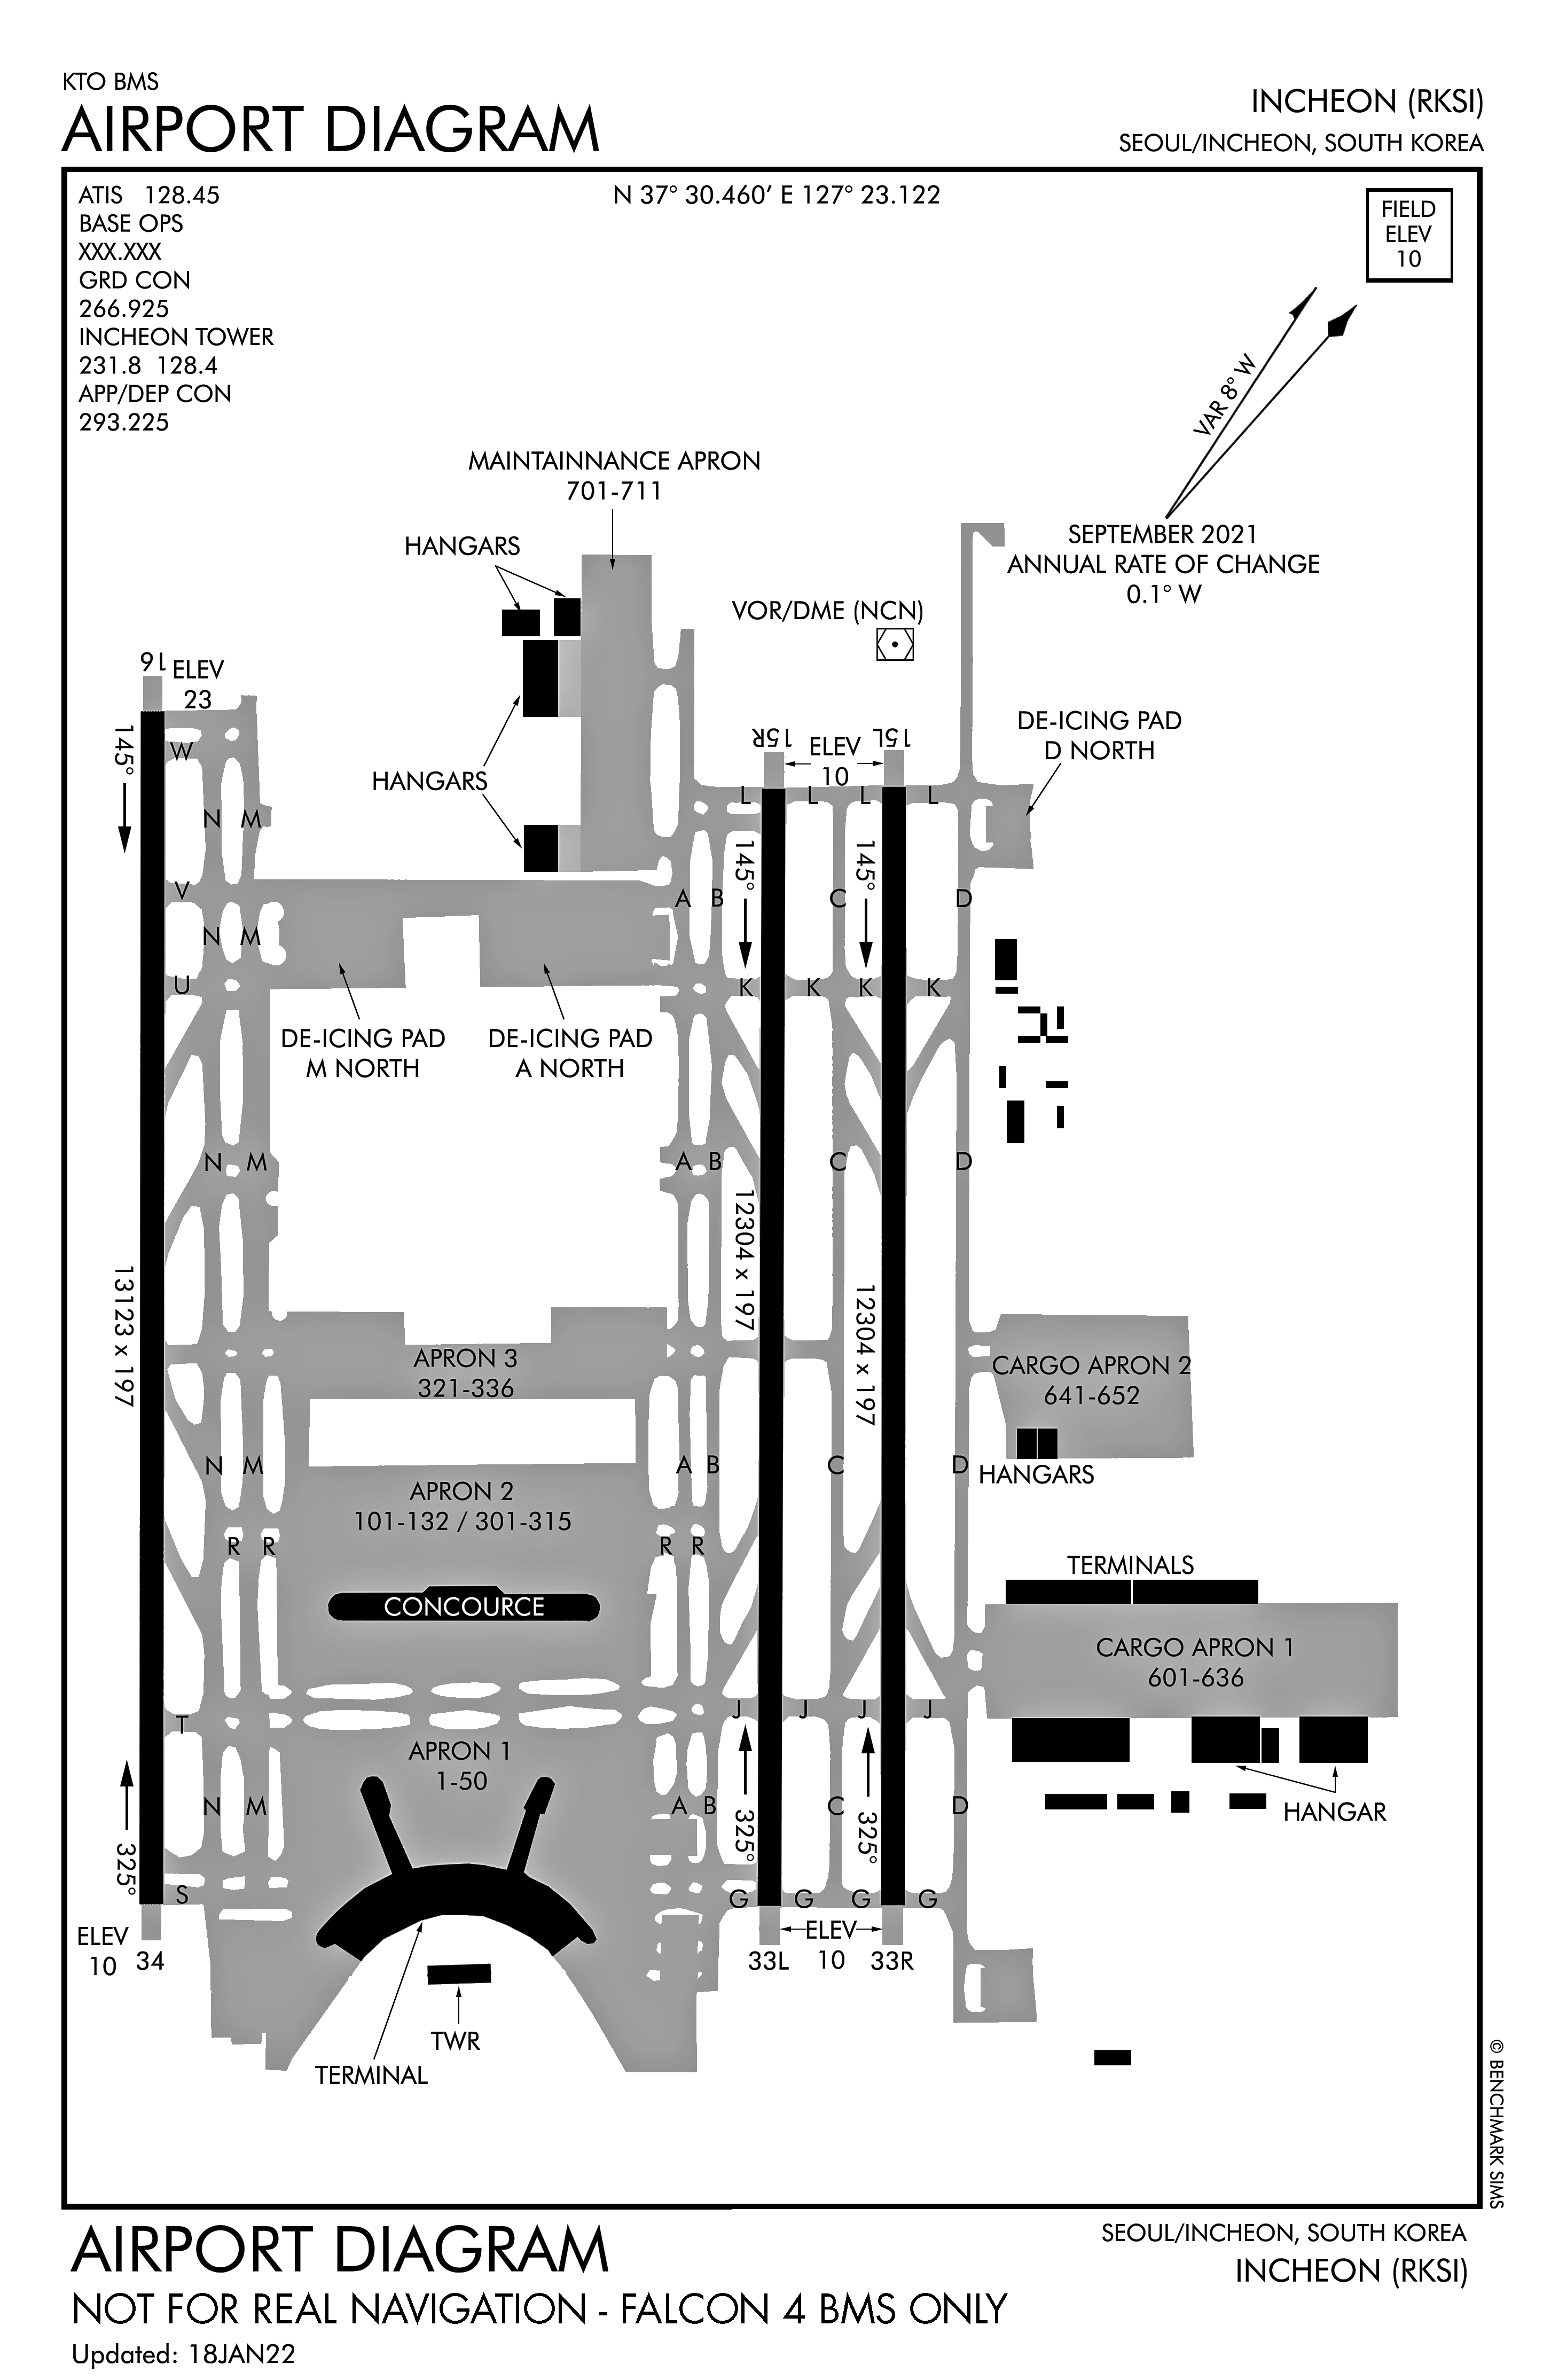 KTO BMS
AIRPORT DIAGRAM
INCHEON (RKSI)
SEOUL/INCHEON, SOUTH KOREA
ATIS 128.45
BASE OPS
XXX.XXX
GRD CON
266.925
INCHEON TOWER
231.8 128.4
APP/DEP CON
293.225
N 37° 30.460’ E 127° 23.122
FIELD
ELEV
10
VAR 8° W
SEPTEMBER 2021
ANNUAL RATE OF CHANGE
0.1° W
MAINTAINNANCE APRON
701-711
HANGARS
VOR/DME (NCN)
16
ELEV
23
145°
W
HANGARS
15R
ELEV
10
15L
DE-ICING PAD
D NORTH
L L L L
N M
145°
145°
V
A B C D
N M
U
K K K K
DE-ICING PAD
M NORTH
DE-ICING PAD
A NORTH
N M A B C D
13123 x 197
12304 x 197
12304 x 197
APRON 3
321-336
CARGO APRON 2
641-652
N M A B C D
HANGARS
APRON 2
101-132 / 301-315
R R R R
TERMINALS
CONCOURCE
CARGO APRON 1
601-636
T
J J J J
APRON 1
1-50
N M A B C D
HANGAR
325°
325°
325°
S
G G G G
ELEV
10 34
33L
ELEV
10
33R
TWR
TERMINAL
© BENCHMARK SIMS
AIRPORT DIAGRAM
SEOUL/INCHEON, SOUTH KOREA
INCHEON (RKSI)
NOT FOR REAL NAVIGATION - FALCON 4 BMS ONLY
Updated: 18JAN22